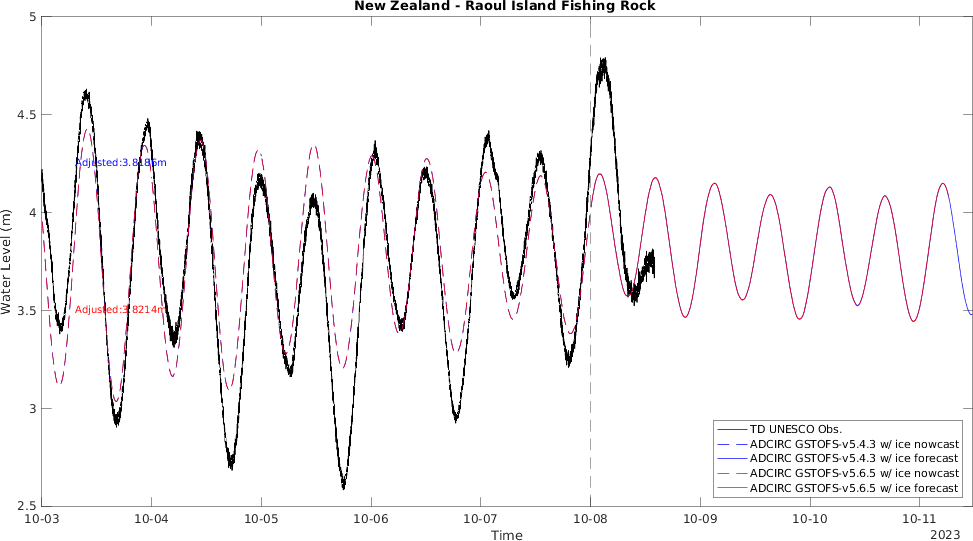 New Zealand - Raoul Island Fishing Rock
5
4.5
4
3.5
3
2.5
Water Level (m)
Adjusted:3.8186m
Adjusted:3.8214m
TD UNESCO Obs.
ADCIRC GSTOFS-v5.4.3 w/ ice nowcast
ADCIRC GSTOFS-v5.4.3 w/ ice forecast
ADCIRC GSTOFS-v5.6.5 w/ ice nowcast
ADCIRC GSTOFS-v5.6.5 w/ ice forecast
10-03 10-04 10-05 10-06 10-07 10-08 10-09 10-10 10-11
Time
2023